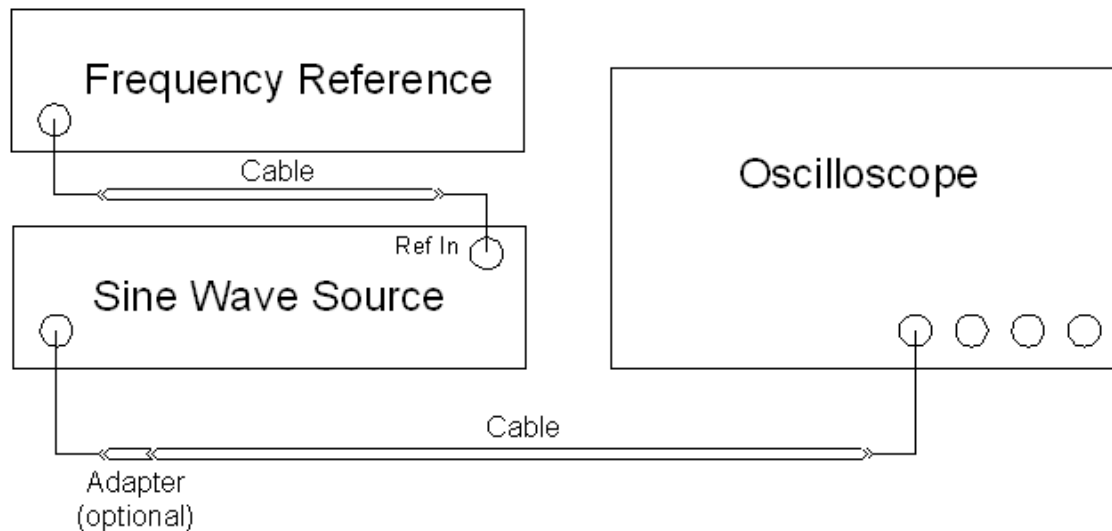 Frequency Reference
Cable
Oscilloscope
Ref In
Sine Wave Source
Cable
Adapter
(optional)